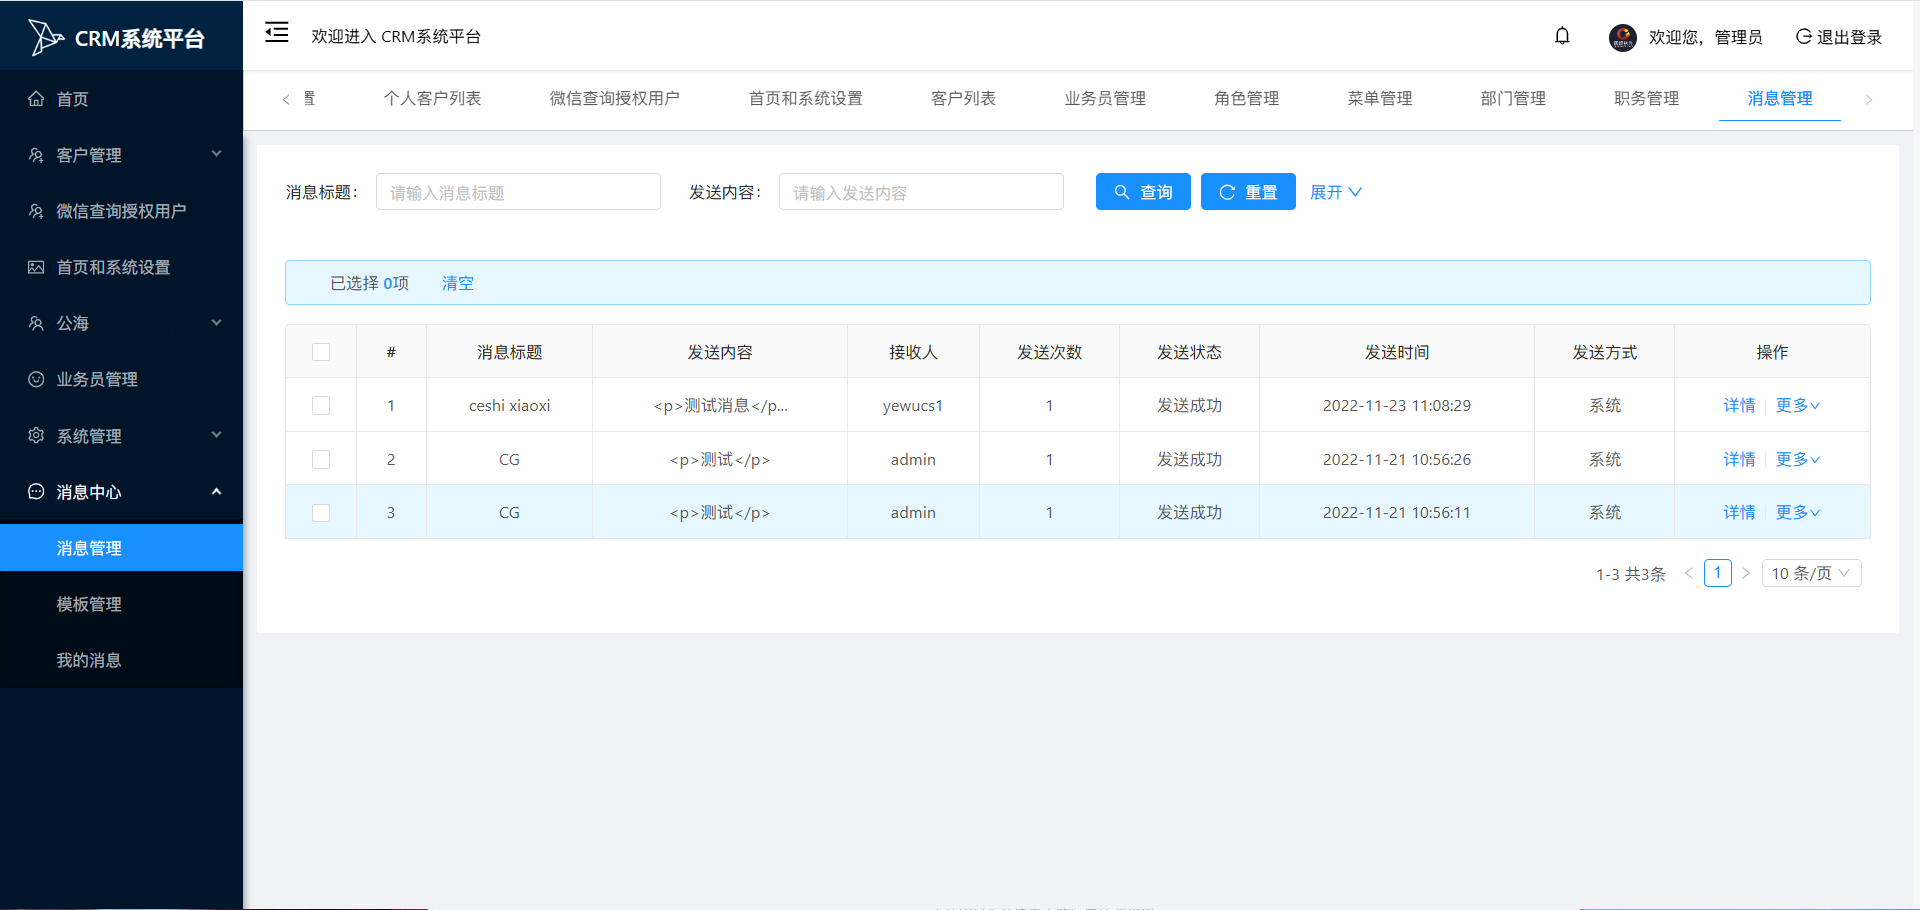 CRM系统平台
欢迎进入 CRM系统平台
欢迎您，管理员
退出登录
首页
客户管理
微信查询授权用户
首页和系统设置
公海
业务员管理
系统管理
消息中心
消息管理
模板管理
我的消息
置 个人客户列表 微信查询授权用户 首页和系统设置 客户列表 业务员管理 角色管理 菜单管理 部门管理 职务管理 消息管理
消息标题： 请输入消息标题 发送内容： 请输入发送内容 查询 重置 展开
已选择 0项 清空
# 消息标题 发送内容 接收人 发送次数 发送状态 发送时间 发送方式 操作
1 ceshi xiaoxi <p>测试消息</p... yewucs1 1 发送成功 2022-11-23 11:08:29 系统 详情 更多
2 CG <p>测试</p> admin 1 发送成功 2022-11-21 10:56:26 系统 详情 更多
3 CG <p>测试</p> admin 1 发送成功 2022-11-21 10:56:11 系统 详情 更多
1-3 共3条 1 10 条/页